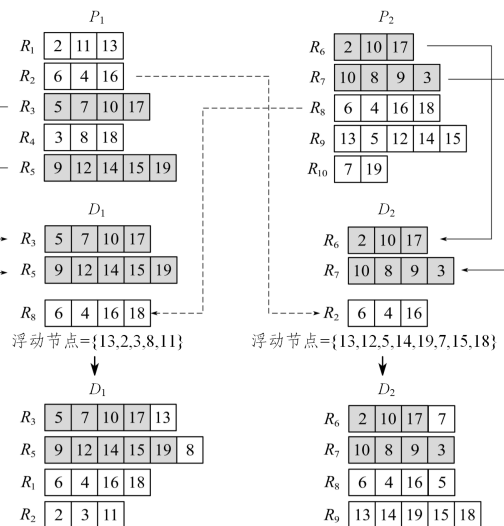 P1
R1 2 11 13
R2 6 4 16
R3 5 7 10 17
R4 3 8 18
R5 9 12 14 15 19
P2
R6 2 10 17
R7 10 8 9 3
R8 6 4 16 18
R9 13 5 12 14 15
R10 7 19
D1
R3 5 7 10 17
R5 9 12 14 15 19
R8 6 4 16 18
浮动节点={13,2,3,8,11}
D2
R6 2 10 17
R7 10 8 9 3
R2 6 4 16
浮动节点={13,12,5,14,19,7,15,18}
D1
R3 5 7 10 17 13
R5 9 12 14 15 19 8
R1 6 4 16 18
R2 2 3 11
D2
R6 2 10 17 7
R7 10 8 9 3
R8 6 4 16 5
R9 13 14 19 15 18